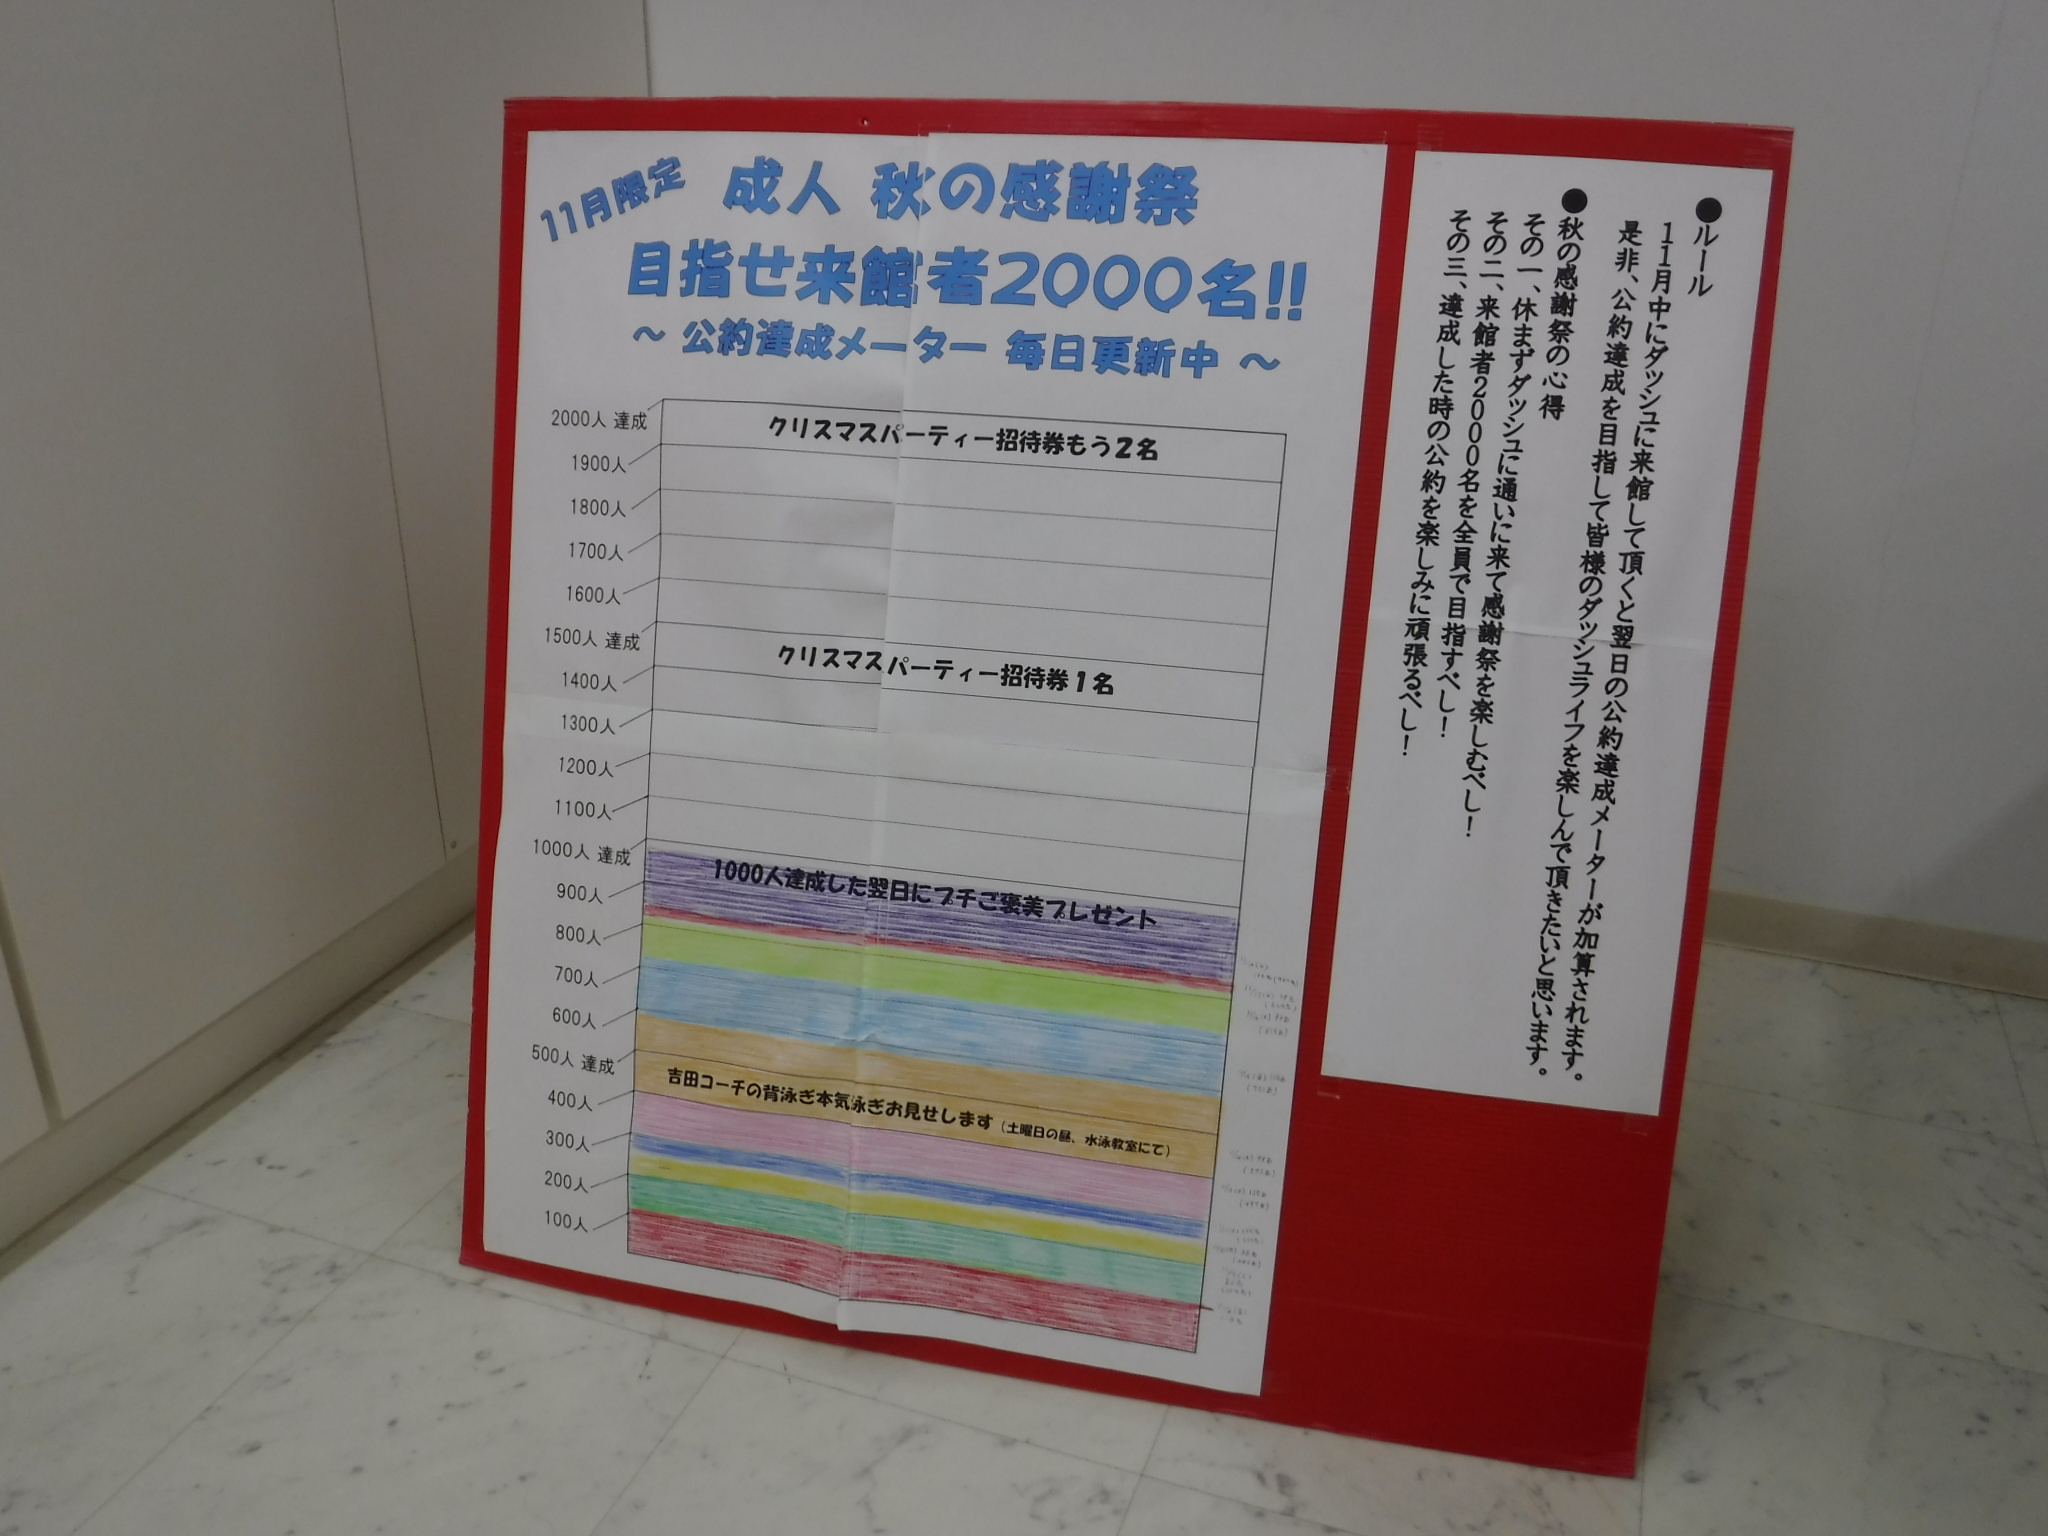 11月限定
成人 秋の感謝祭
目指せ来館者2000名!!
～ 公約達成メーター 毎日更新中 ～
2000人 達成
クリスマスパーティー招待券もう2名
1900人
1800人
1700人
1600人
1500人 達成
クリスマスパーティー招待券1名
1400人
1300人
1200人
1100人
1000人 達成
1000人達成した翌日にプチご褒美プレゼント
900人
800人
700人
600人
500人 達成
吉田コーチの背泳ぎ本気泳ぎお見せします(土曜日の昼、水泳教室にて)
400人
300人
200人
100人
●ルール
11月中にダッシュに来館して頂くと翌日の公約達成メーターが加算されます。
是非、公約達成を目指して皆様のダッシュライフを楽しんで頂きたいと思います。
●秋の感謝祭の心得
その一、休まずダッシュに通いに来て感謝祭を楽しむべし！
その二、来館者2000名を全員で目指すべし！
その三、達成した時の公約を楽しみに頑張るべし！